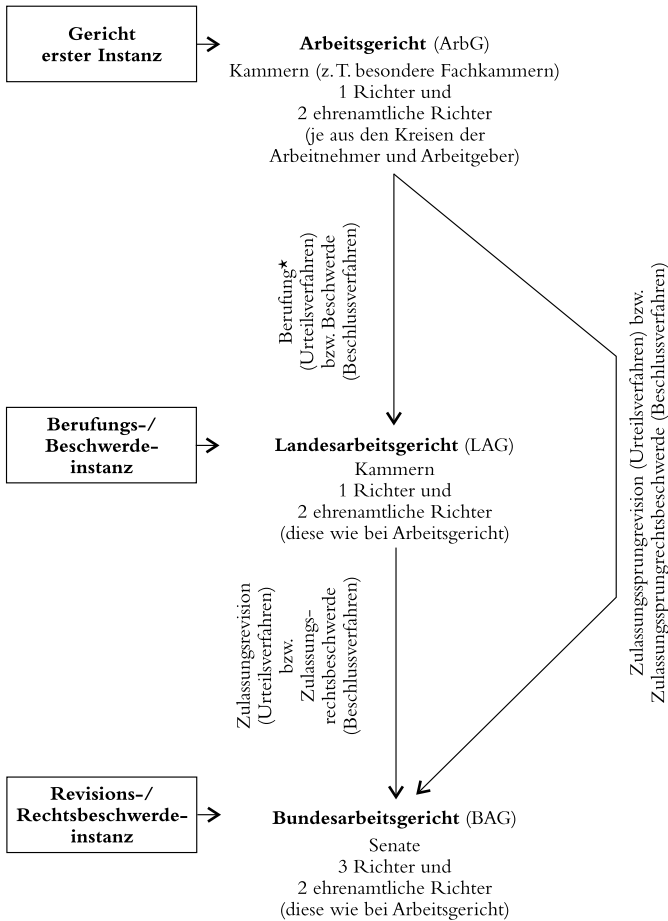 Gericht
erster Instanz
Arbeitsgericht (ArbG)
Kammern (z. T. besondere Fachkammern)
1 Richter und
2 ehrenamtliche Richter
(je aus den Kreisen der
Arbeitnehmer und Arbeitgeber)
Berufung★
(Urteilsverfahren)
bzw. Beschwerde
(Beschlussverfahren)
Zulassungssprungrevision (Urteilsverfahren) bzw.
Zulassungssprungrechtsbeschwerde (Beschlussverfahren)
Berufungs-/
Beschwerde-
instanz
Landesarbeitsgericht (LAG)
Kammern
1 Richter und
2 ehrenamtliche Richter
(diese wie bei Arbeitsgericht)
Zulassungsrevision
(Urteilsverfahren)
bzw.
Zulassungs-
rechtsbeschwerde
(Beschlussverfahren)
Revisions-/
Rechtsbeschwerde-
instanz
Bundesarbeitsgericht (BAG)
Senate
3 Richter und
2 ehrenamtliche Richter
(diese wie bei Arbeitsgericht)